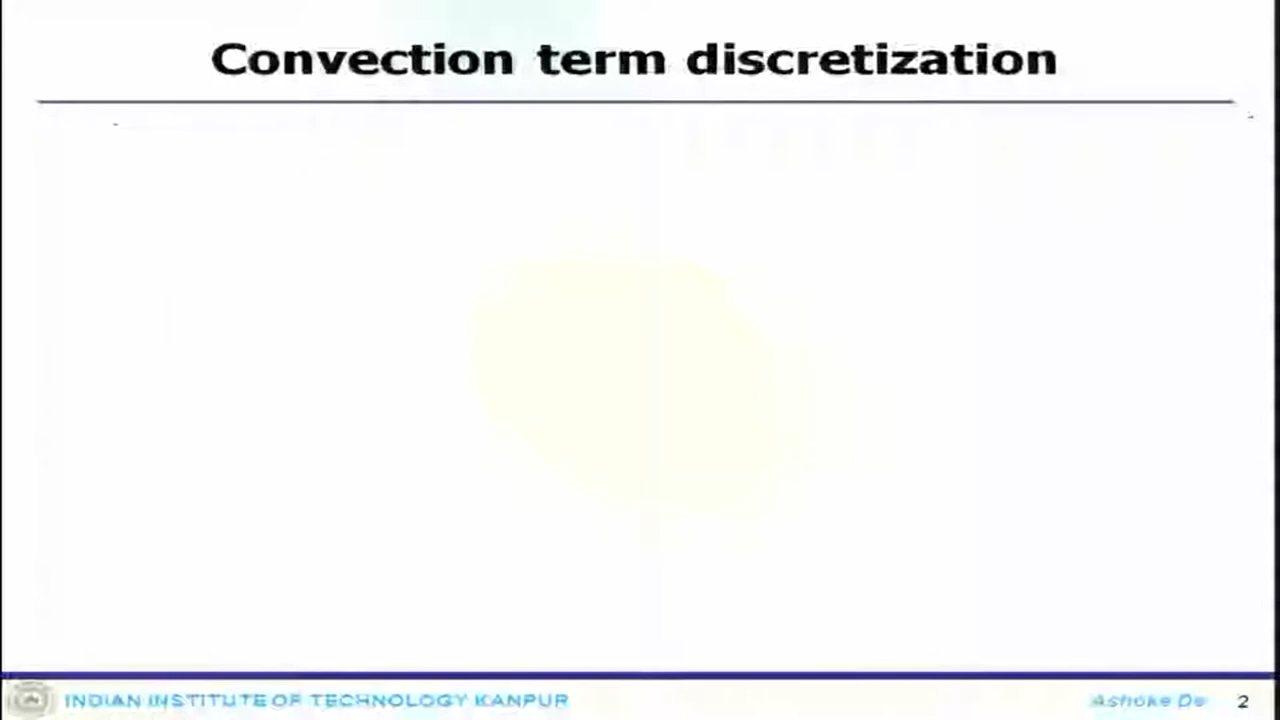 Convection term discretization
INDIAN INSTITUTE OF TECHNOLOGY KANPUR
Ashoke De
2